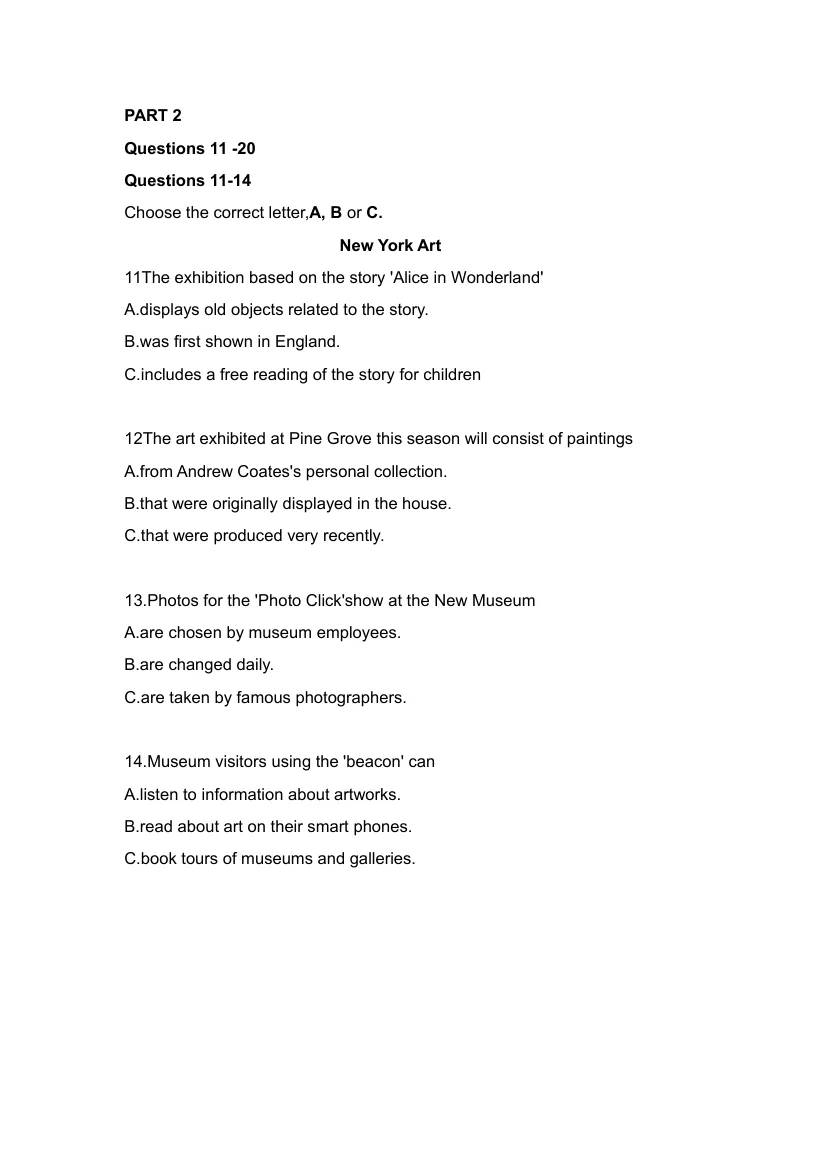 PART 2
Questions 11 -20
Questions 11-14
Choose the correct letter,A, B or C.
New York Art
11The exhibition based on the story 'Alice in Wonderland'
A.displays old objects related to the story.
B.was first shown in England.
C.includes a free reading of the story for children
12The art exhibited at Pine Grove this season will consist of paintings
A.from Andrew Coates's personal collection.
B.that were originally displayed in the house.
C.that were produced very recently.
13.Photos for the 'Photo Click'show at the New Museum
A.are chosen by museum employees.
B.are changed daily.
C.are taken by famous photographers.
14.Museum visitors using the 'beacon' can
A.listen to information about artworks.
B.read about art on their smart phones.
C.book tours of museums and galleries.